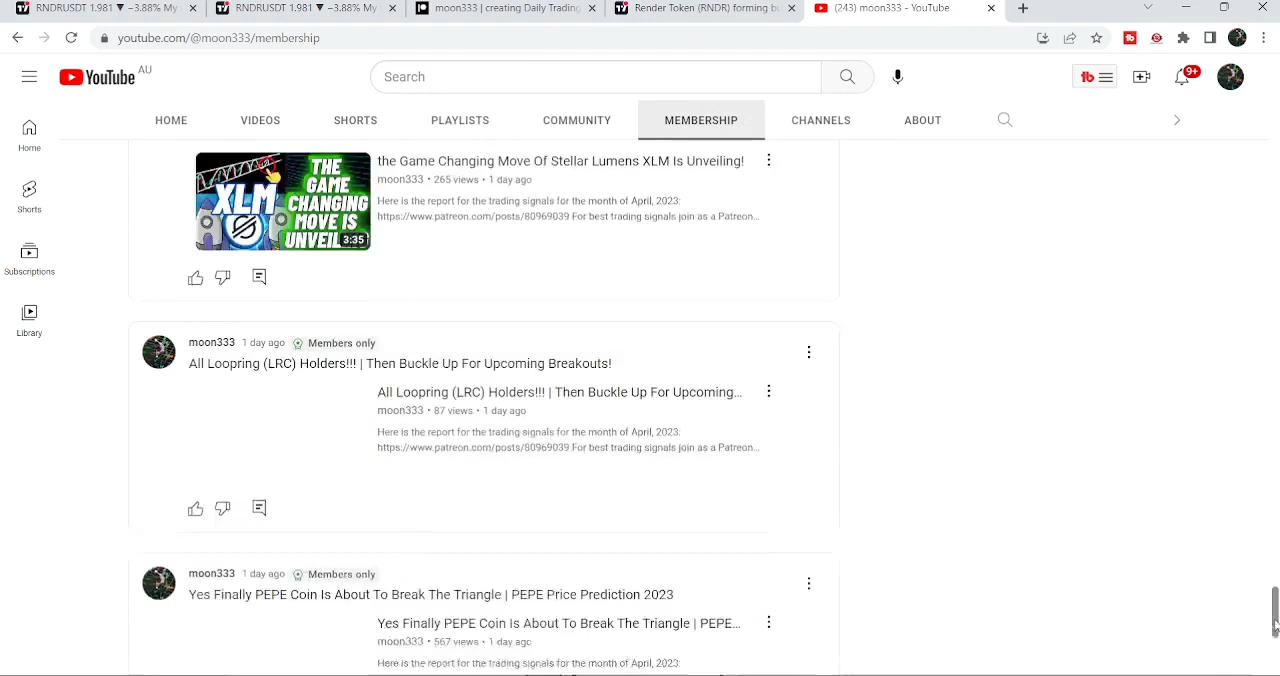 RNDRUSDT 1.981 ▼ −3.88% My
RNDRUSDT 1.981 ▼ −3.88% My
moon333 | creating Daily Trading
Render Token (RNDR) forming bu
(243) moon333 - YouTube
youtube.com/@moon333/membership
YouTube AU
Search
9+
HOME VIDEOS SHORTS PLAYLISTS COMMUNITY MEMBERSHIP CHANNELS ABOUT
Home
Shorts
Subscriptions
Library
XLM
THE
GAME
CHANGING
MOVE IS
3:35
the Game Changing Move Of Stellar Lumens XLM Is Unveiling!
moon333 • 265 views • 1 day ago
Here is the report for the trading signals for the month of April, 2023:
https://www.patreon.com/posts/80969039 For best trading signals join as a Patreon...
moon333 1 day ago Members only
All Loopring (LRC) Holders!!! | Then Buckle Up For Upcoming Breakouts!
All Loopring (LRC) Holders!!! | Then Buckle Up For Upcoming...
moon333 • 87 views • 1 day ago
Here is the report for the trading signals for the month of April, 2023:
https://www.patreon.com/posts/80969039 For best trading signals join as a Patreon...
moon333 1 day ago Members only
Yes Finally PEPE Coin Is About To Break The Triangle | PEPE Price Prediction 2023
Yes Finally PEPE Coin Is About To Break The Triangle | PEPE...
moon333 • 567 views • 1 day ago
Here is the report for the trading signals for the month of April, 2023: